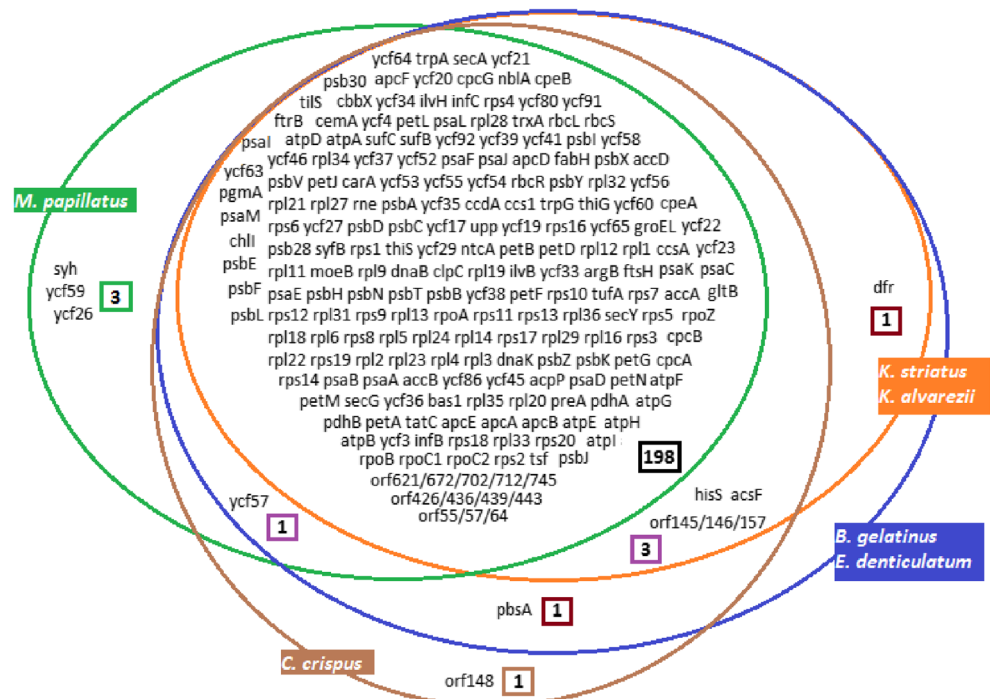 ycf64 trpA secA ycf21
psb30 apcF ycf20 cpcG nblA cpeB
tilS cbbX ycf34 ilvH infC rps4 ycf80 ycf91
ftrB cemA ycf4 petL psaL rpl28 trxA rbcL rbcS
psaI atpD atpA sufC sufB ycf92 ycf39 ycf41 psbI ycf58
ycf46 rpl34 ycf37 ycf52 psaF psaJ apcD fabH psbX accD
ycf63 psbV petJ carA ycf53 ycf55 ycf54 rbcR psbY rpl32 ycf56
pgmA rpl21 rpl27 rne psbA ycf35 ccdA ccs1 trpG thiG ycf60 cpeA
M. papillatus
psaM rps6 ycf27 psbD psbC ycf17 upp ycf19 rps16 ycf65 groEL ycf22
chlI psb28 syfB rps1 thiS ycf29 ntcA petB petD rpl12 rpl1 ccsA ycf23
psbE rpl11 moeB rpl9 dnaB clpC rpl19 ilvB ycf33 argB ftsH psaK psaC
syh
ycf59 3
ycf26
psbF psaE psbH psbN psbT psbB ycf38 petF rps10 tufA rps7 accA gltB
dfr
1
psbL rps12 rpl31 rps9 rpl13 rpoA rps11 rps13 rpl36 secY rps5 rpoZ
rpl18 rpl6 rps8 rpl5 rpl24 rpl14 rps17 rpl29 rpl16 rps3 cpcB
rpl22 rps19 rpl2 rpl23 rpl4 rpl3 dnaK psbZ psbK petG cpcA
K. striatus
K. alvarezii
rps14 psaB psaA accB ycf86 ycf45 acpP psaD petN atpF
petM secG ycf36 bas1 rpl35 rpl20 preA pdhA atpG
pdhB petA tatC apcE apcA apcB atpE atpH
atpB ycf3 infB rps18 rpl33 rps20 atpI
rpoB rpoC1 rpoC2 rps2 tsf psbJ
198
orf621/672/702/712/745
orf426/436/439/443
orf55/57/64
ycf57
1
hisS acsF
orf145/146/157
3
B. gelatinus
E. denticulatum
pbsA 1
C. crispus
orf148 1